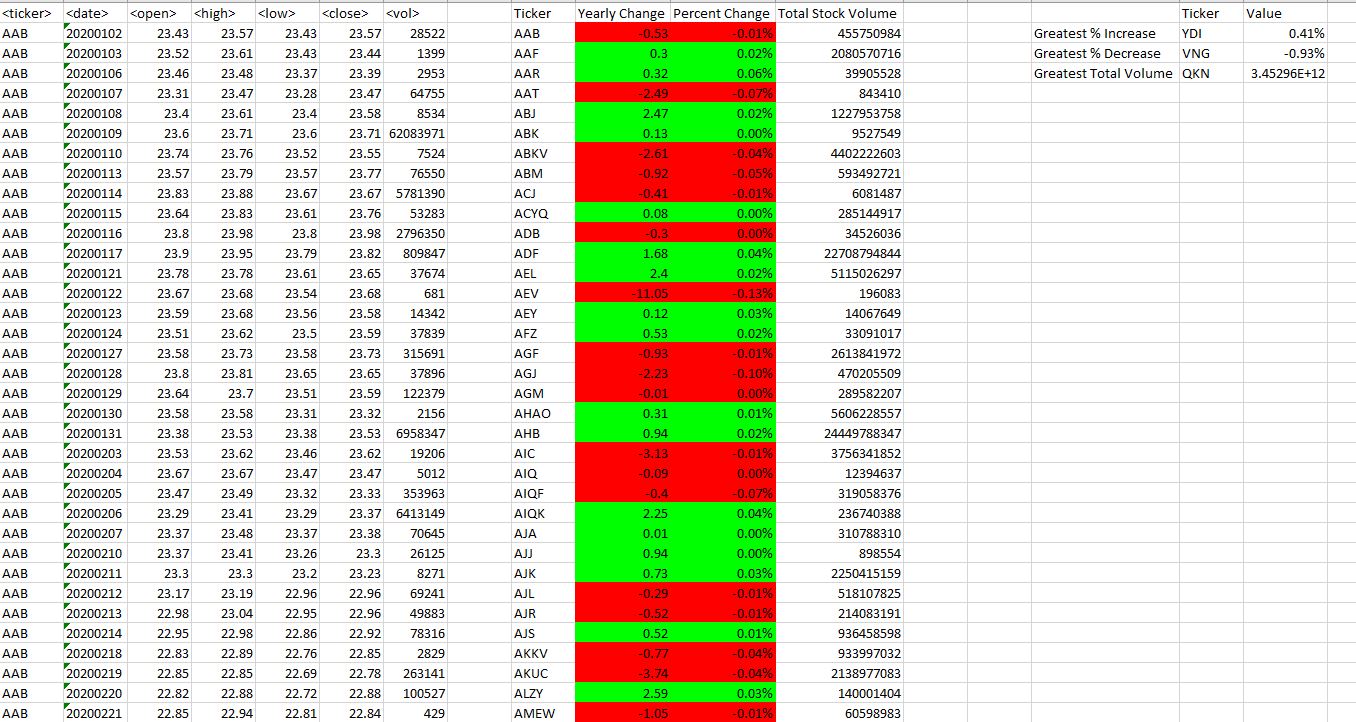 <ticker> <date> <open> <high> <low> <close> <vol> Ticker Yearly Change Percent Change Total Stock Volume Ticker Value
AAB 20200102 23.43 23.57 23.43 23.57 28522 AAB -0.53 -0.01% 455750984 Greatest % Increase YDI 0.41%
AAB 20200103 23.52 23.61 23.43 23.44 1399 AAF 0.3 0.02% 2080570716 Greatest % Decrease VNG -0.93%
AAB 20200106 23.46 23.48 23.37 23.39 2953 AAR 0.32 0.06% 39905528 Greatest Total Volume QKN 3.45296E+12
AAB 20200107 23.31 23.47 23.28 23.47 64755 AAT -2.49 -0.07% 843410
AAB 20200108 23.4 23.61 23.4 23.58 8534 ABJ 2.47 0.02% 1227953758
AAB 20200109 23.6 23.71 23.6 23.71 62083971 ABK 0.13 0.00% 9527549
AAB 20200110 23.74 23.76 23.52 23.55 7524 ABKV -2.61 -0.04% 4402222603
AAB 20200113 23.57 23.79 23.57 23.77 76550 ABM -0.92 -0.05% 593492721
AAB 20200114 23.83 23.88 23.67 23.67 5781390 ACJ -0.41 -0.01% 6081487
AAB 20200115 23.64 23.83 23.61 23.76 53283 ACYQ 0.08 0.00% 285144917
AAB 20200116 23.8 23.98 23.8 23.98 2796350 ADB -0.3 0.00% 34526036
AAB 20200117 23.9 23.95 23.79 23.82 809847 ADF 1.68 0.04% 22708794844
AAB 20200121 23.78 23.78 23.61 23.65 37674 AEL 2.4 0.02% 5115026297
AAB 20200122 23.67 23.68 23.54 23.68 681 AEV -11.05 -0.13% 196083
AAB 20200123 23.59 23.68 23.56 23.58 14342 AEY 0.12 0.03% 14067649
AAB 20200124 23.51 23.62 23.5 23.59 37839 AFZ 0.53 0.02% 33091017
AAB 20200127 23.58 23.73 23.58 23.73 315691 AGF -0.93 -0.01% 2613841972
AAB 20200128 23.8 23.81 23.65 23.65 37896 AGJ -2.23 -0.10% 470205509
AAB 20200129 23.64 23.7 23.51 23.59 122379 AGM -0.01 0.00% 289582207
AAB 20200130 23.58 23.58 23.31 23.32 2156 AHAO 0.31 0.01% 5606228557
AAB 20200131 23.38 23.53 23.38 23.53 6958347 AHB 0.94 0.02% 24449788347
AAB 20200203 23.53 23.62 23.46 23.62 19206 AIC -3.13 -0.01% 3756341852
AAB 20200204 23.67 23.67 23.47 23.47 5012 AIQ -0.09 0.00% 12394637
AAB 20200205 23.47 23.49 23.32 23.33 353963 AIQF -0.4 -0.07% 319058376
AAB 20200206 23.29 23.41 23.29 23.37 6413149 AIQK 2.25 0.04% 236740388
AAB 20200207 23.37 23.48 23.37 23.38 70645 AJA 0.01 0.00% 310788310
AAB 20200210 23.37 23.41 23.26 23.3 26125 AJJ 0.94 0.00% 898554
AAB 20200211 23.3 23.3 23.2 23.23 8271 AJK 0.73 0.03% 2250415159
AAB 20200212 23.17 23.19 22.96 22.96 69241 AJL -0.29 -0.01% 518107825
AAB 20200213 22.98 23.04 22.95 22.96 49883 AJR -0.52 -0.01% 214083191
AAB 20200214 22.95 22.98 22.86 22.92 78316 AJS 0.52 0.01% 936458598
AAB 20200218 22.83 22.89 22.76 22.85 2829 AKKV -0.77 -0.04% 933997032
AAB 20200219 22.85 22.85 22.69 22.78 263141 AKUC -3.74 -0.04% 2138977083
AAB 20200220 22.82 22.88 22.72 22.88 100527 ALZY 2.59 0.03% 140001404
AAB 20200221 22.85 22.94 22.81 22.84 429 AMEW -1.05 -0.01% 60598983